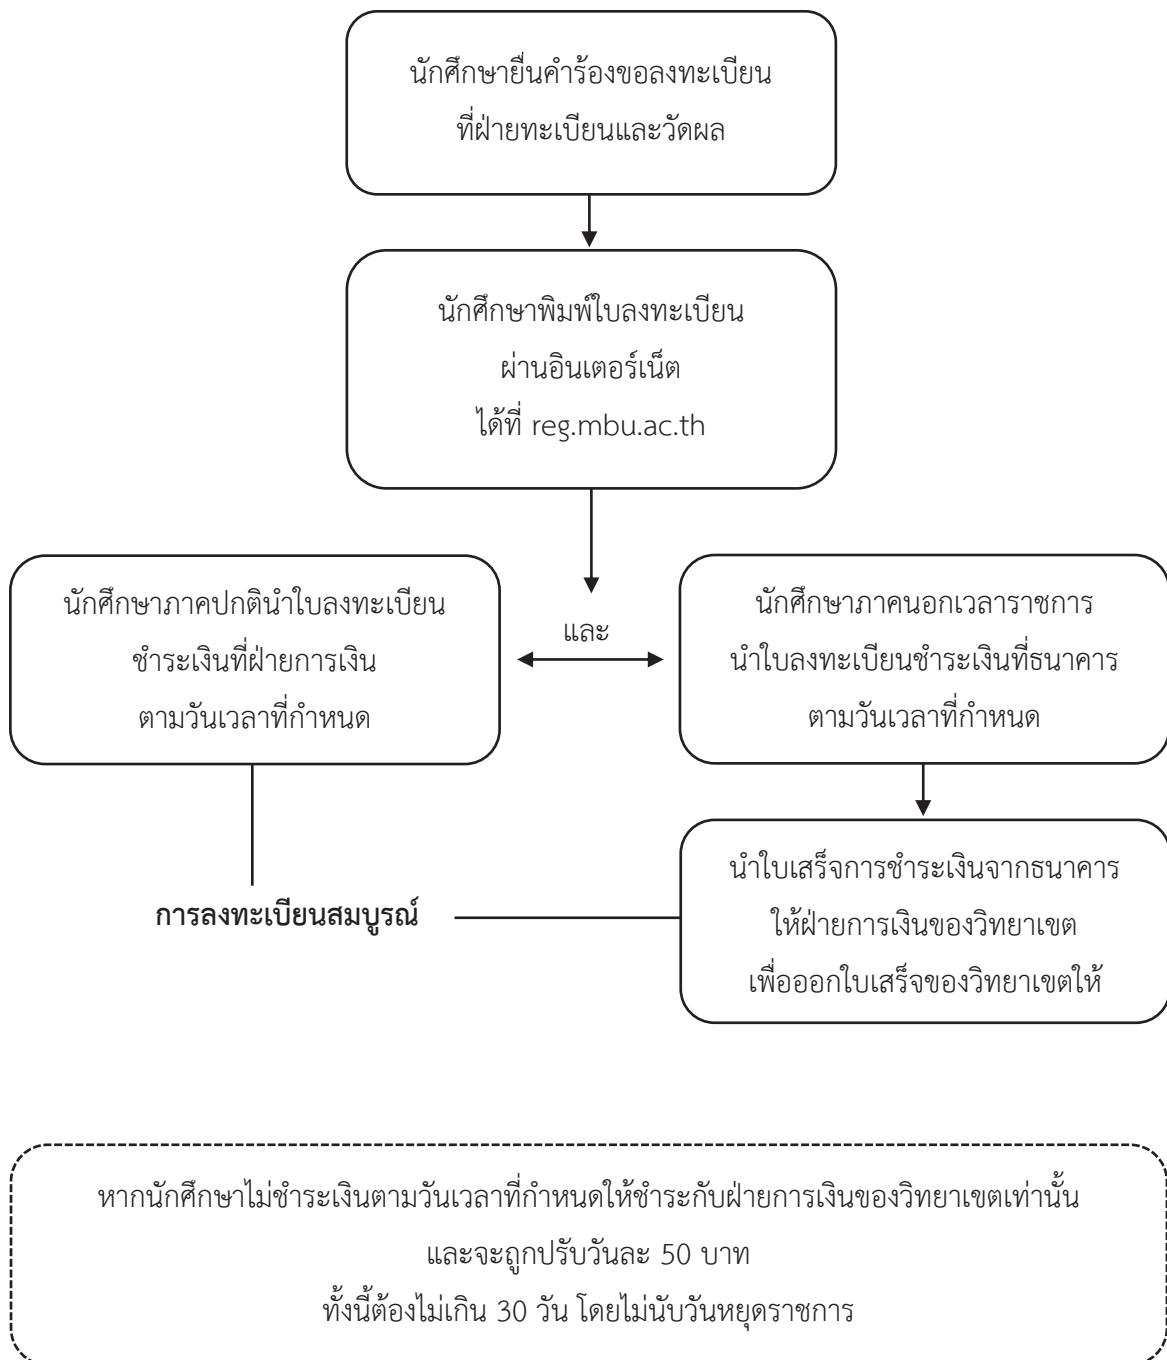 นักศึกษายื่นคำร้องขอลงทะเบียน
ที่ฝ่ายทะเบียนและวัดผล
นักศึกษาพิมพ์ใบลงทะเบียน
ผ่านอินเตอร์เน็ต
ได้ที่ reg.mbu.ac.th
นักศึกษาภาคปกตินำใบลงทะเบียน
ชำระเงินที่ฝ่ายการเงิน
ตามวันเวลาที่กำหนด
และ
นักศึกษาภาคนอกเวลาราชการ
นำใบลงทะเบียนชำระเงินที่ธนาคาร
ตามวันเวลาที่กำหนด
นำใบเสร็จการชำระเงินจากธนาคาร
ให้ฝ่ายการเงินของวิทยาเขต
เพื่อออกใบเสร็จของวิทยาเขตให้
การลงทะเบียนสมบูรณ์
หากนักศึกษาไม่ชำระเงินตามวันเวลาที่กำหนดให้ชำระกับฝ่ายการเงินของวิทยาเขตเท่านั้น
และจะถูกปรับวันละ 50 บาท
ทั้งนี้ต้องไม่เกิน 30 วัน โดยไม่นับวันหยุดราชการ